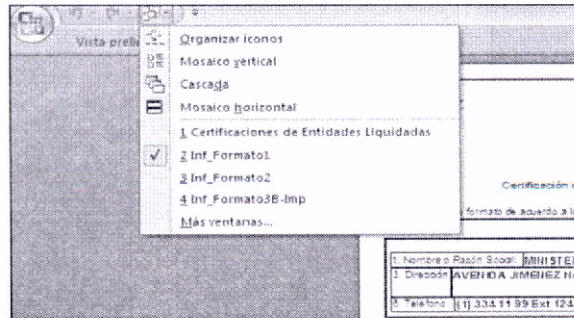 Vista preli
Organizar iconos
Mosaico vertical
Cascada
Mosaico horizontal
1 Certificaciones de Entidades Liquidadas
2 Inf_Formato1
3 Inf_Formato2
4 Inf_Formato3B-Imp
Más ventanas...
Certificación
formato de acuerdo a l
1. Nombre o Razón Social: MINISTE
Dirección AVENIDA JIMENEZ N
Teléfono (1) 334 11 99 Ext 124